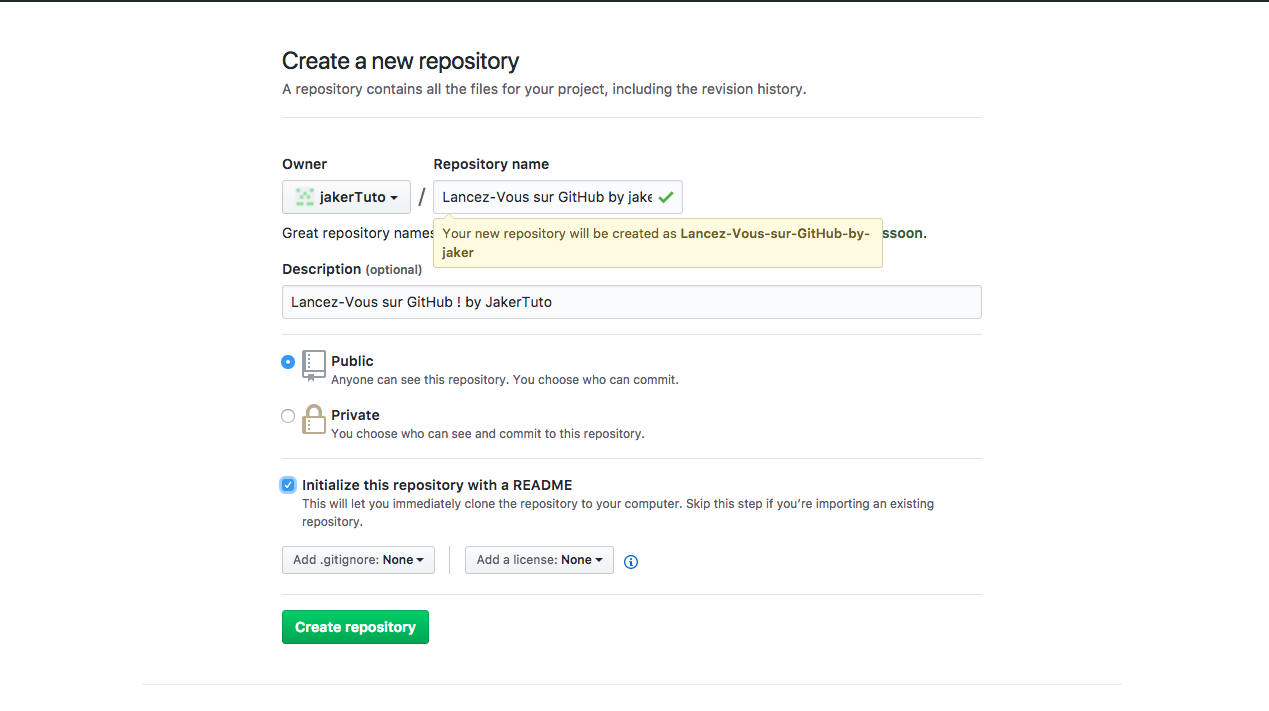 Create a new repository
A repository contains all the files for your project, including the revision history.
Owner
Repository name
jakerTuto
/
Lancez-Vous sur GitHub by jake
Great repository names
Your new repository will be created as Lancez-Vous-sur-GitHub-by-
jaker
ssoon.
Description (optional)
Lancez-Vous sur GitHub ! by JakerTuto
Public
Anyone can see this repository. You choose who can commit.
Private
You choose who can see and commit to this repository.
Initialize this repository with a README
This will let you immediately clone the repository to your computer. Skip this step if you’re importing an existing
repository.
Add .gitignore: None
Add a license: None
Create repository